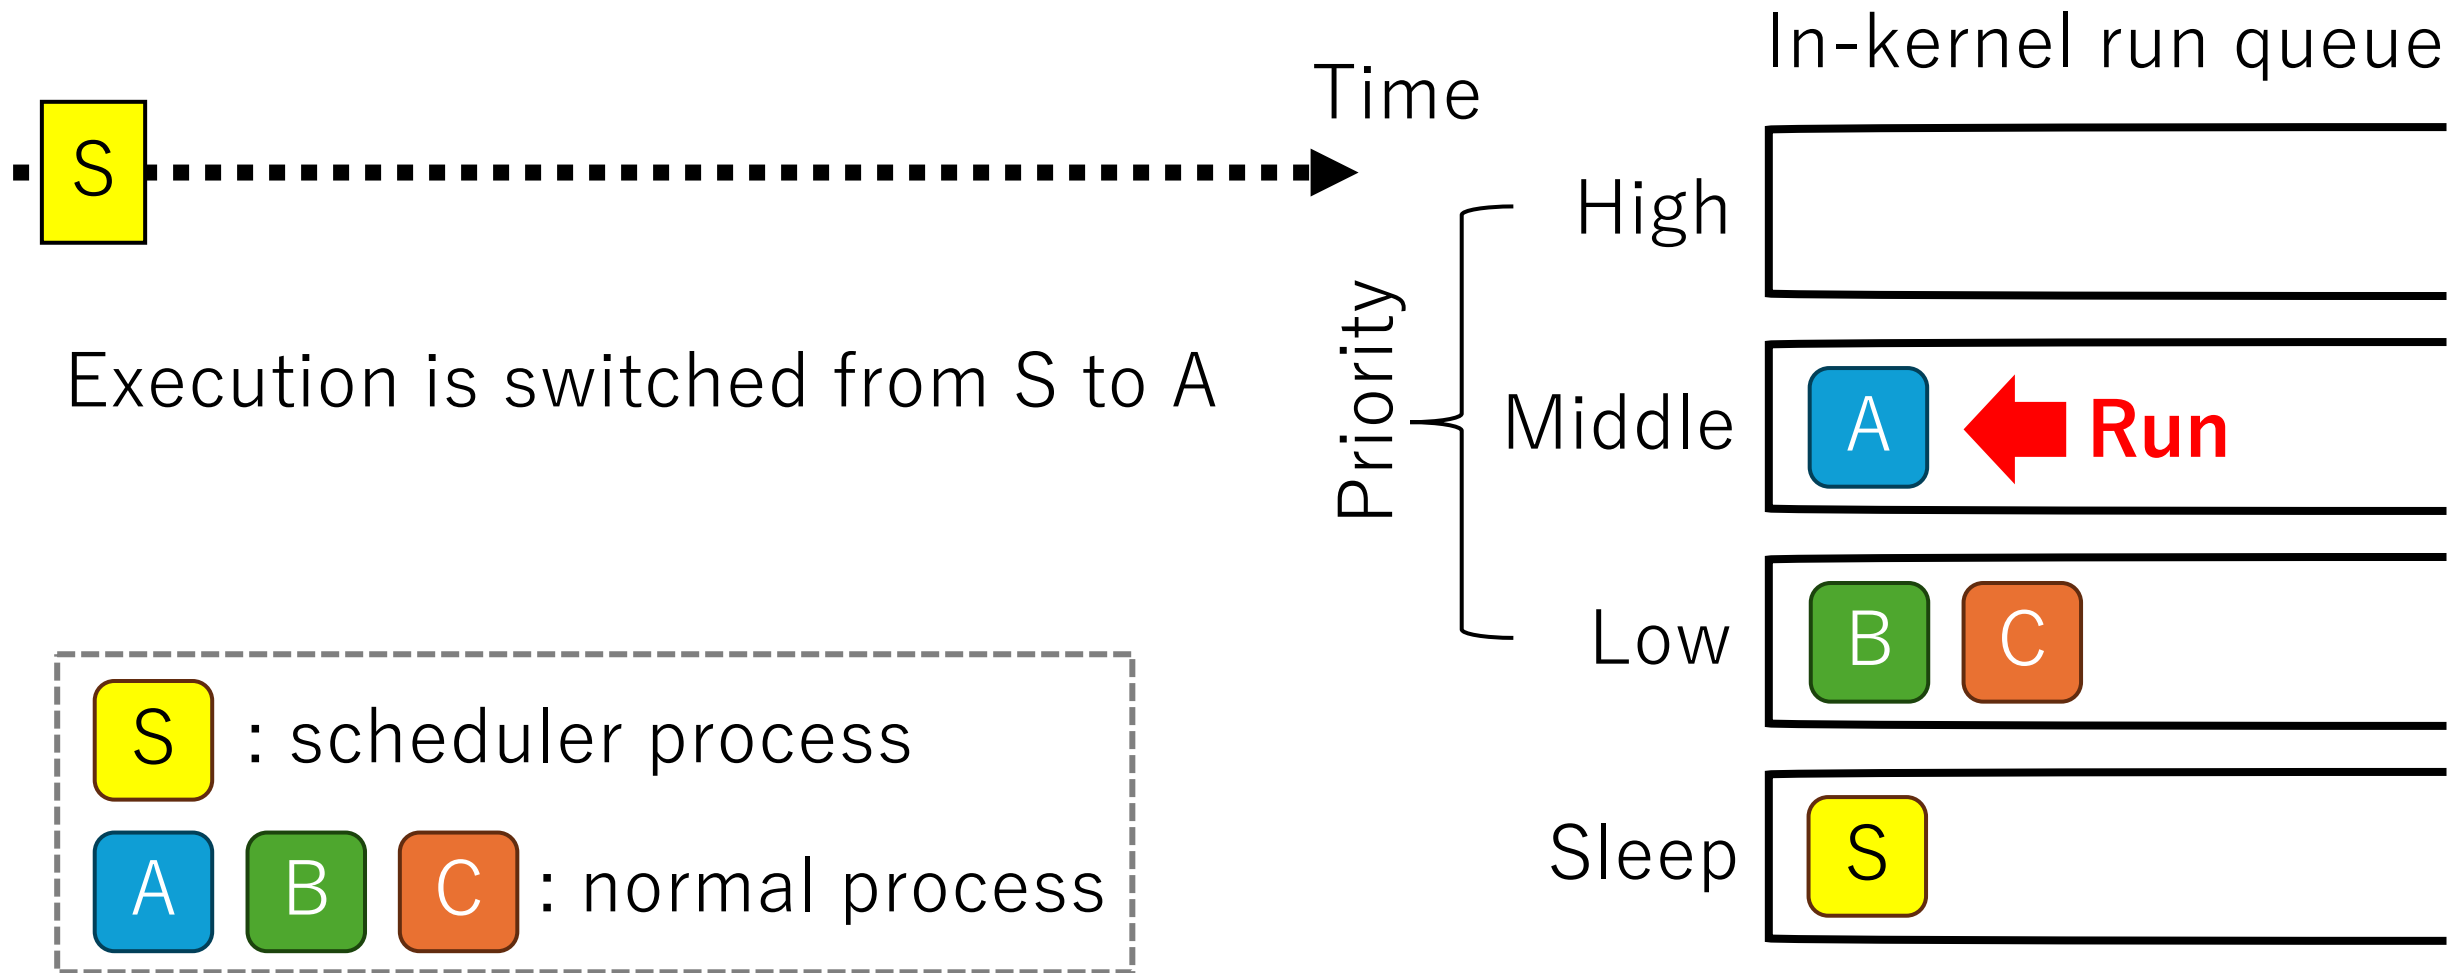 In-kernel run queue
Time
S
High
Execution is switched from S to A
Priority
Middle
A
Run
Low
B C
S : scheduler process
Sleep
S
A B C : normal process